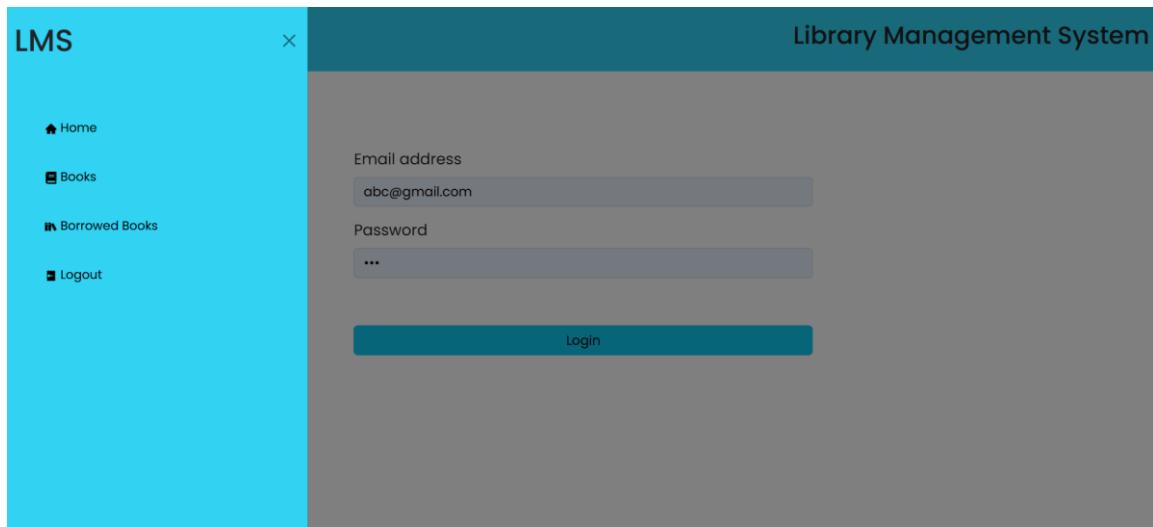 LMS
Home
Books
Borrowed Books
Logout
Library Management System
Email address
abc@gmail.com
Password
•••
Login